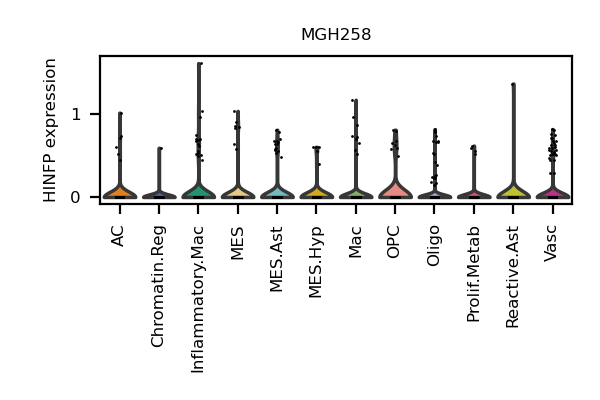 MGH258
HINFP expression
1
0
AC
Chromatin.Reg
Inflammatory.Mac
MES
MES.Ast
MES.Hyp
Mac
OPC
Oligo
Prolif.Metab
Reactive.Ast
Vasc